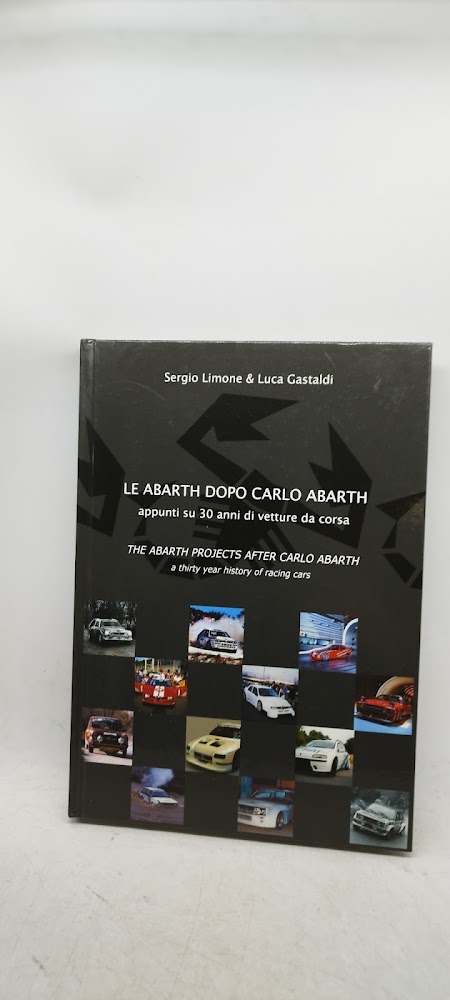 Sergio Limone & Luca Gastaldi
LE ABARTH DOPO CARLO ABARTH
appunti su 30 anni di vetture da corsa
THE ABARTH PROJECTS AFTER CARLO ABARTH
a thirty year history of racing cars